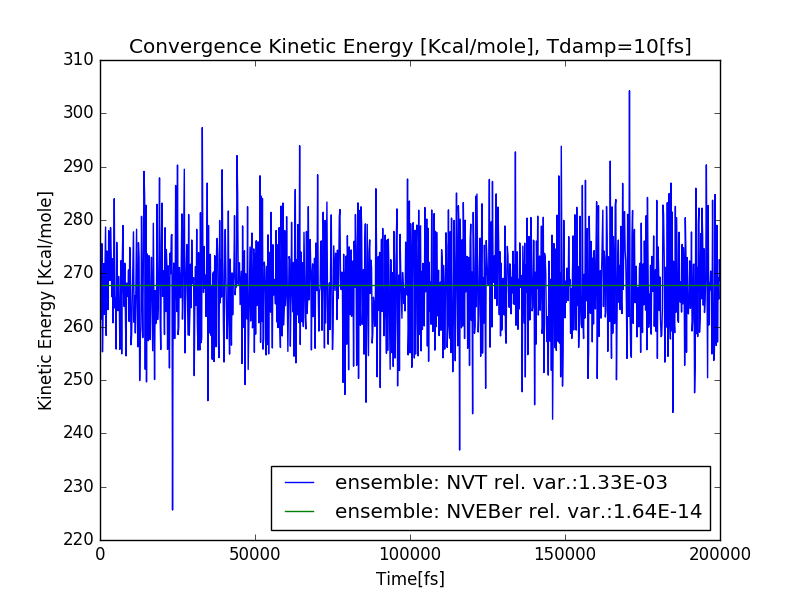 Convergence Kinetic Energy [Kcal/mole], Tdamp=10[fs]
310
300
290
280
270
260
250
240
230
220
Kinetic Energy [Kcal/mole]
ensemble: NVT rel. var.:1.33E-03
ensemble: NVEBer rel. var.:1.64E-14
0 50000 100000 150000 200000
Time[fs]